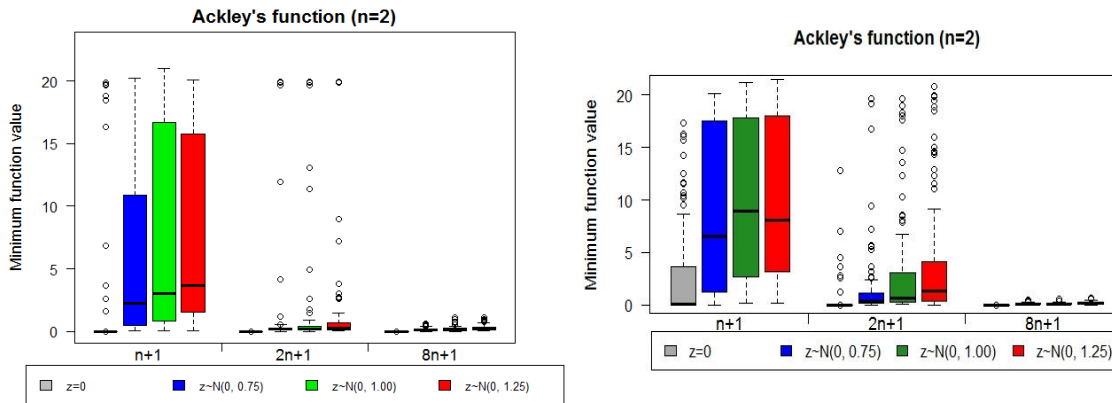 Ackley's function (n=2)
Minimum function value
20
15
10
5
0
n+1 2n+1 8n+1
z=0 z~N(0, 0.75) z~N(0, 1.00) z~N(0, 1.25)
Ackley's function (n=2)
Minimum function value
20
15
10
5
0
n+1 2n+1 8n+1
z=0 z~N(0, 0.75) z~N(0, 1.00) z~N(0, 1.25)